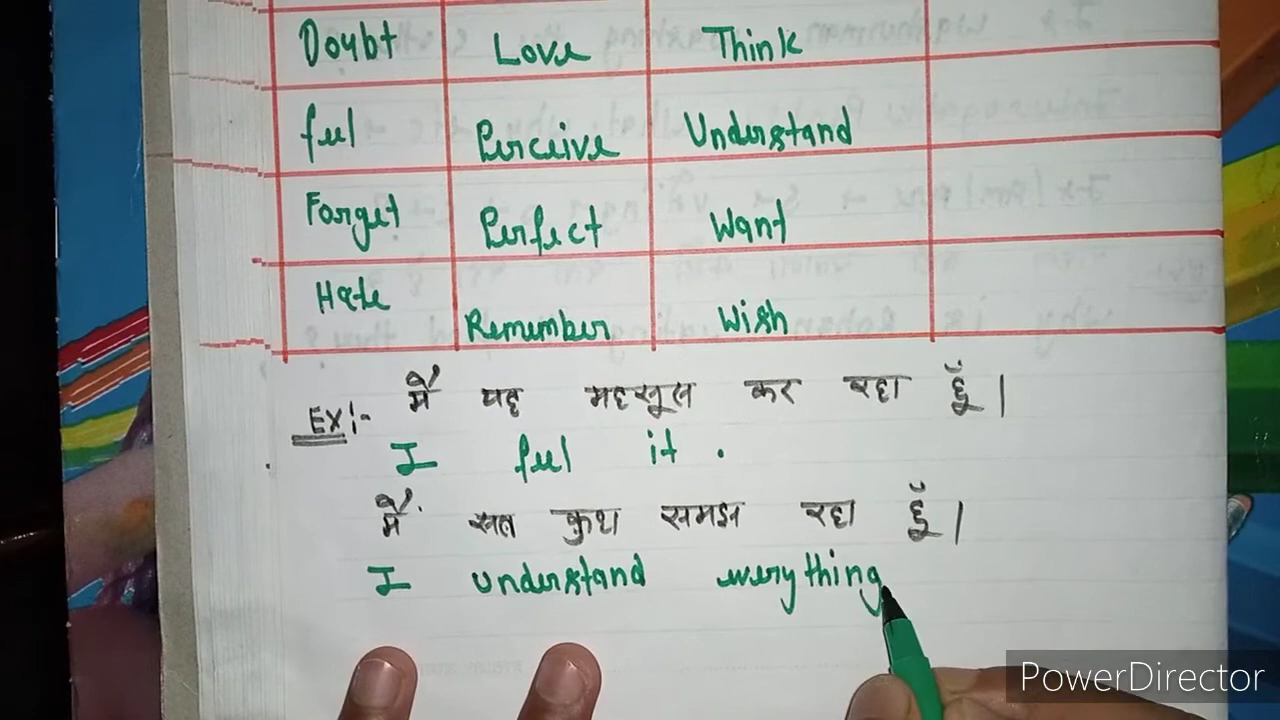 Doubt Love Think
feel Perceive Understand
Forget Perfect Want
Hate Remember Wish
Ex:- मैं यह महसूस कर रहा हूँ।
I feel it.
मैं सब कुछ समझ रहा हूँ।
I understand everything
PowerDirector